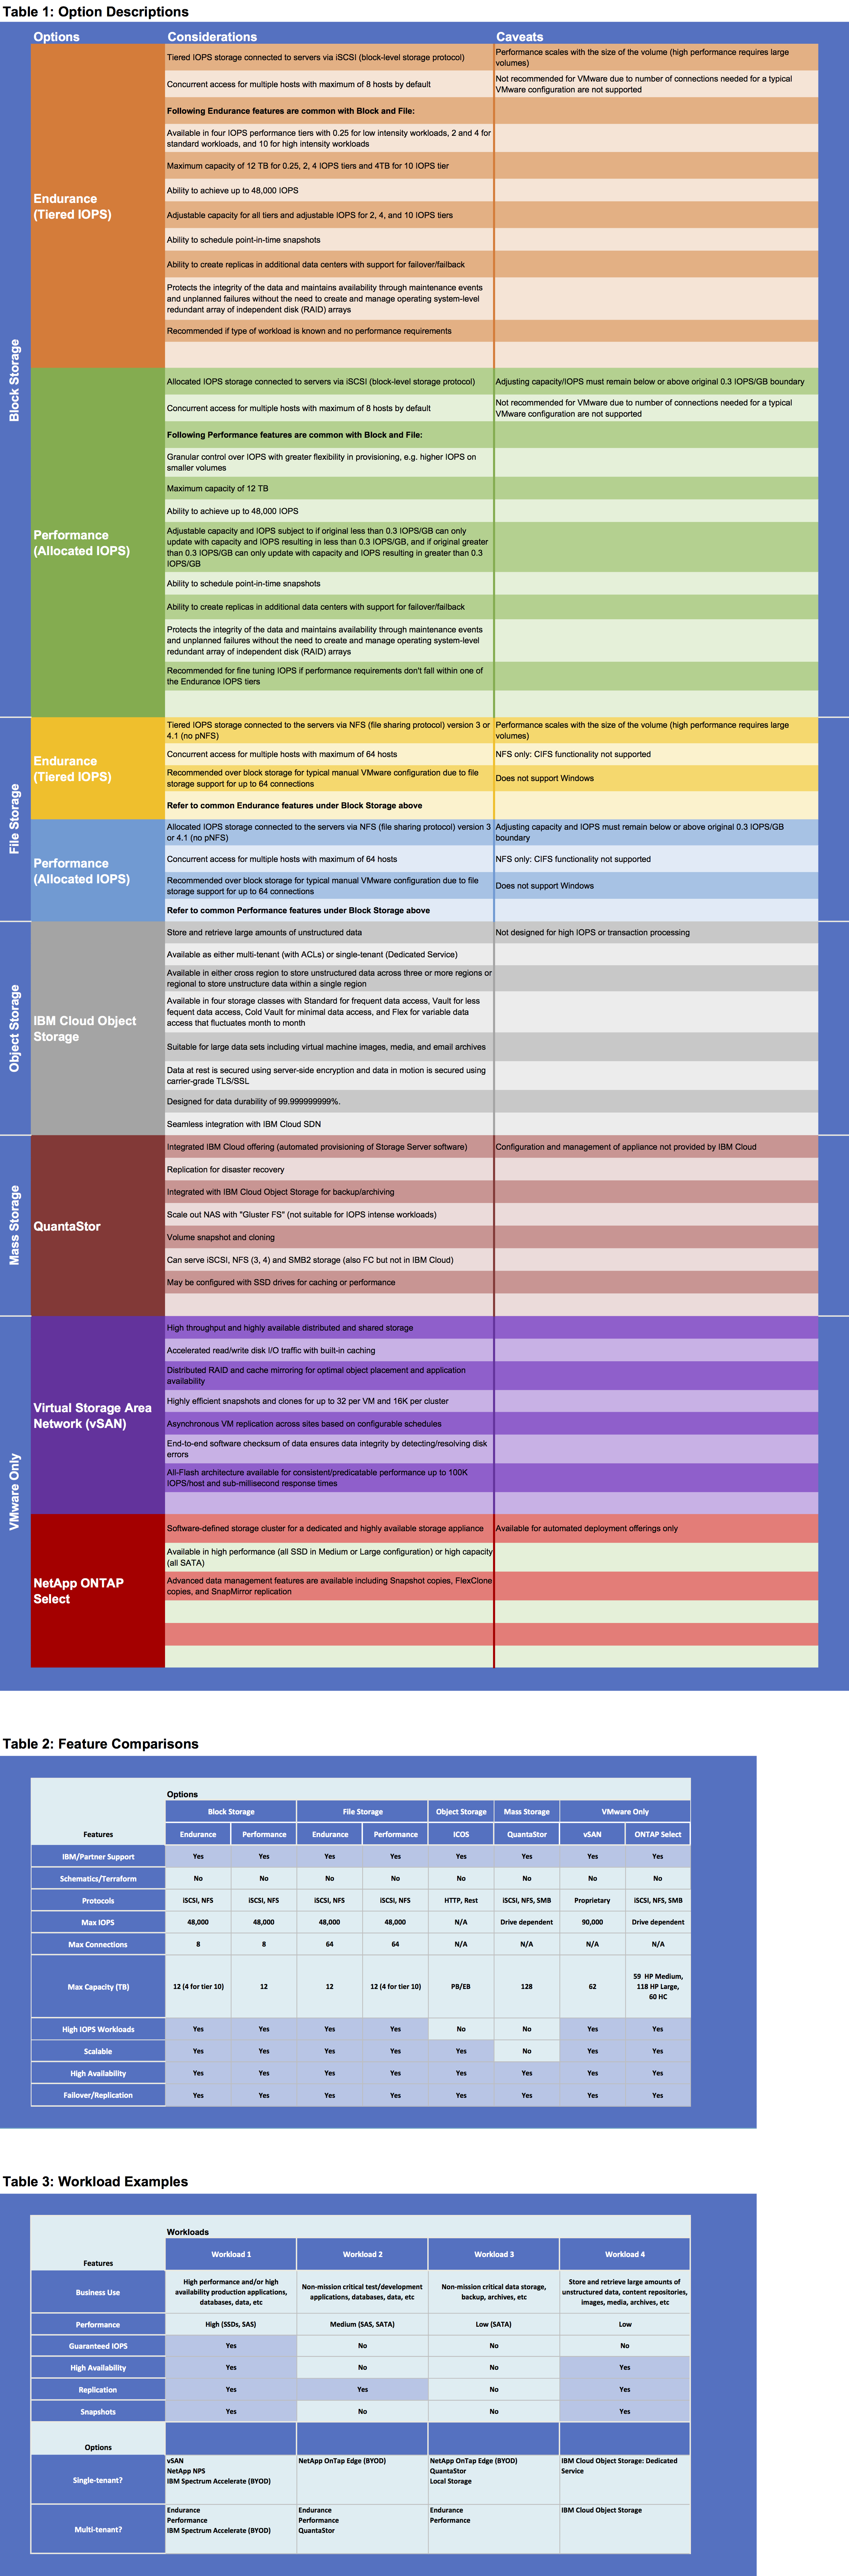 Table 1: Option Descriptions
Options Considerations Caveats
Block Storage
Endurance
(Tiered IOPS)
Tiered IOPS storage connected to servers via iSCSI (block-level storage protocol)
Performance scales with the size of the volume (high performance requires large
volumes)
Concurrent access for multiple hosts with maximum of 8 hosts by default
Not recommended for VMware due to number of connections needed for a typical
VMware configuration are not supported
Following Endurance features are common with Block and File:
Available in four IOPS performance tiers with 0.25 for low intensity workloads, 2 and 4 for
standard workloads, and 10 for high intensity workloads
Maximum capacity of 12 TB for 0.25, 2, 4 IOPS tiers and 4TB for 10 IOPS tier
Ability to achieve up to 48,000 IOPS
Adjustable capacity for all tiers and adjustable IOPS for 2, 4, and 10 IOPS tiers
Ability to schedule point-in-time snapshots
Ability to create replicas in additional data centers with support for failover/failback
Protects the integrity of the data and maintains availability through maintenance events
and unplanned failures without the need to create and manage operating system-level
redundant array of independent disk (RAID) arrays
Recommended if type of workload is known and no performance requirements
Performance
(Allocated IOPS)
Allocated IOPS storage connected to servers via iSCSI (block-level storage protocol)
Adjusting capacity/IOPS must remain below or above original 0.3 IOPS/GB boundary
Concurrent access for multiple hosts with maximum of 8 hosts by default
Not recommended for VMware due to number of connections needed for a typical
VMware configuration are not supported
Following Performance features are common with Block and File:
Granular control over IOPS with greater flexibility in provisioning, e.g. higher IOPS on
smaller volumes
Maximum capacity of 12 TB
Ability to achieve up to 48,000 IOPS
Adjustable capacity and IOPS subject to if original less than 0.3 IOPS/GB can only
update with capacity and IOPS resulting in less than 0.3 IOPS/GB, and if original greater
than 0.3 IOPS/GB can only update with capacity and IOPS resulting in greater than 0.3
IOPS/GB
Ability to schedule point-in-time snapshots
Ability to create replicas in additional data centers with support for failover/failback
Protects the integrity of the data and maintains availability through maintenance events
and unplanned failures without the need to create and manage operating system-level
redundant array of independent disk (RAID) arrays
Recommended for fine tuning IOPS if performance requirements don't fall within one of
the Endurance IOPS tiers
File Storage
Endurance
(Tiered IOPS)
Tiered IOPS storage connected to the servers via NFS (file sharing protocol) version 3 or
4.1 (no pNFS)
Performance scales with the size of the volume (high performance requires large
volumes)
Concurrent access for multiple hosts with maximum of 64 hosts
NFS only: CIFS functionality not supported
Recommended over block storage for typical manual VMware configuration due to file
storage support for up to 64 connections
Does not support Windows
Refer to common Endurance features under Block Storage above
Performance
(Allocated IOPS)
Allocated IOPS storage connected to the servers via NFS (file sharing protocol) version 3
or 4.1 (no pNFS)
Adjusting capacity and IOPS must remain below or above original 0.3 IOPS/GB
boundary
Concurrent access for multiple hosts with maximum of 64 hosts
NFS only: CIFS functionality not supported
Recommended over block storage for typical manual VMware configuration due to file
storage support for up to 64 connections
Does not support Windows
Refer to common Performance features under Block Storage above
Object Storage
IBM Cloud Object
Storage
Store and retrieve large amounts of unstructured data
Not designed for high IOPS or transaction processing
Available as either multi-tenant (with ACLs) or single-tenant (Dedicated Service)
Available in either cross region to store unstructured data across three or more regions or
regional to store unstructure data within a single region
Available in four storage classes with Standard for frequent data access, Vault for less
fequent data access, Cold Vault for minimal data access, and Flex for variable data
access that fluctuates month to month
Suitable for large data sets including virtual machine images, media, and email archives
Data at rest is secured using server-side encryption and data in motion is secured using
carrier-grade TLS/SSL
Designed for data durability of 99.999999999%.
Seamless integration with IBM Cloud SDN
Mass Storage
QuantaStor
Integrated IBM Cloud offering (automated provisioning of Storage Server software)
Configuration and management of appliance not provided by IBM Cloud
Replication for disaster recovery
Integrated with IBM Cloud Object Storage for backup/archiving
Scale out NAS with "Gluster FS" (not suitable for IOPS intense workloads)
Volume snapshot and cloning
Can serve iSCSI, NFS (3, 4) and SMB2 storage (also FC but not in IBM Cloud)
May be configured with SSD drives for caching or performance
VMware Only
Virtual Storage Area
Network (vSAN)
High throughput and highly available distributed and shared storage
Accelerated read/write disk I/O traffic with built-in caching
Distributed RAID and cache mirroring for optimal object placement and application
availability
Highly efficient snapshots and clones for up to 32 per VM and 16K per cluster
Asynchronous VM replication across sites based on configurable schedules
End-to-end software checksum of data ensures data integrity by detecting/resolving disk
errors
All-Flash architecture available for consistent/predicatable performance up to 100K
IOPS/host and sub-millisecond response times
NetApp ONTAP
Select
Software-defined storage cluster for a dedicated and highly available storage appliance
Available for automated deployment offerings only
Available in high performance (all SSD in Medium or Large configuration) or high capacity
(all SATA)
Advanced data management features are available including Snapshot copies, FlexClone
copies, and SnapMirror replication
Table 2: Feature Comparisons
Options
Block Storage File Storage Object Storage Mass Storage VMware Only
Features Endurance Performance Endurance Performance ICOS QuantaStor vSAN ONTAP Select
IBM/Partner Support Yes Yes Yes Yes Yes Yes Yes Yes
Schematics/Terraform No No No No No No No No
Protocols iSCSI, NFS iSCSI, NFS iSCSI, NFS iSCSI, NFS HTTP, Rest iSCSI, NFS, SMB Proprietary iSCSI, NFS, SMB
Max IOPS 48,000 48,000 48,000 48,000 N/A Drive dependent 90,000 Drive dependent
Max Connections 8 8 64 64 N/A N/A N/A N/A
Max Capacity (TB) 12 (4 for tier 10) 12 12 12 (4 for tier 10) PB/EB 128 62 59 HP Medium,
118 HP Large,
60 HC
High IOPS Workloads Yes Yes Yes Yes No No Yes Yes
Scalable Yes Yes Yes Yes Yes No Yes Yes
High Availability Yes Yes Yes Yes Yes Yes Yes Yes
Failover/Replication Yes Yes Yes Yes Yes Yes Yes Yes
Table 3: Workload Examples
Workloads
Features Workload 1 Workload 2 Workload 3 Workload 4
Business Use
High performance and/or high
availability production applications,
databases, data, etc
Non-mission critical test/development
applications, databases, data, etc
Non-mission critical data storage,
backup, archives, etc
Store and retrieve large amounts of
unstructured data, content repositories,
images, media, archives, etc
Performance High (SSDs, SAS) Medium (SAS, SATA) Low (SATA) Low
Guaranteed IOPS Yes No No No
High Availability Yes No No Yes
Replication Yes Yes No Yes
Snapshots Yes No No Yes
Options
Single-tenant?
vSAN
NetApp NPS
IBM Spectrum Accelerate (BYOD)
NetApp OnTap Edge (BYOD)
NetApp OnTap Edge (BYOD)
QuantaStor
Local Storage
IBM Cloud Object Storage: Dedicated
Service
Multi-tenant?
Endurance
Performance
IBM Spectrum Accelerate (BYOD)
Endurance
Performance
QuantaStor
Endurance
Performance
IBM Cloud Object Storage